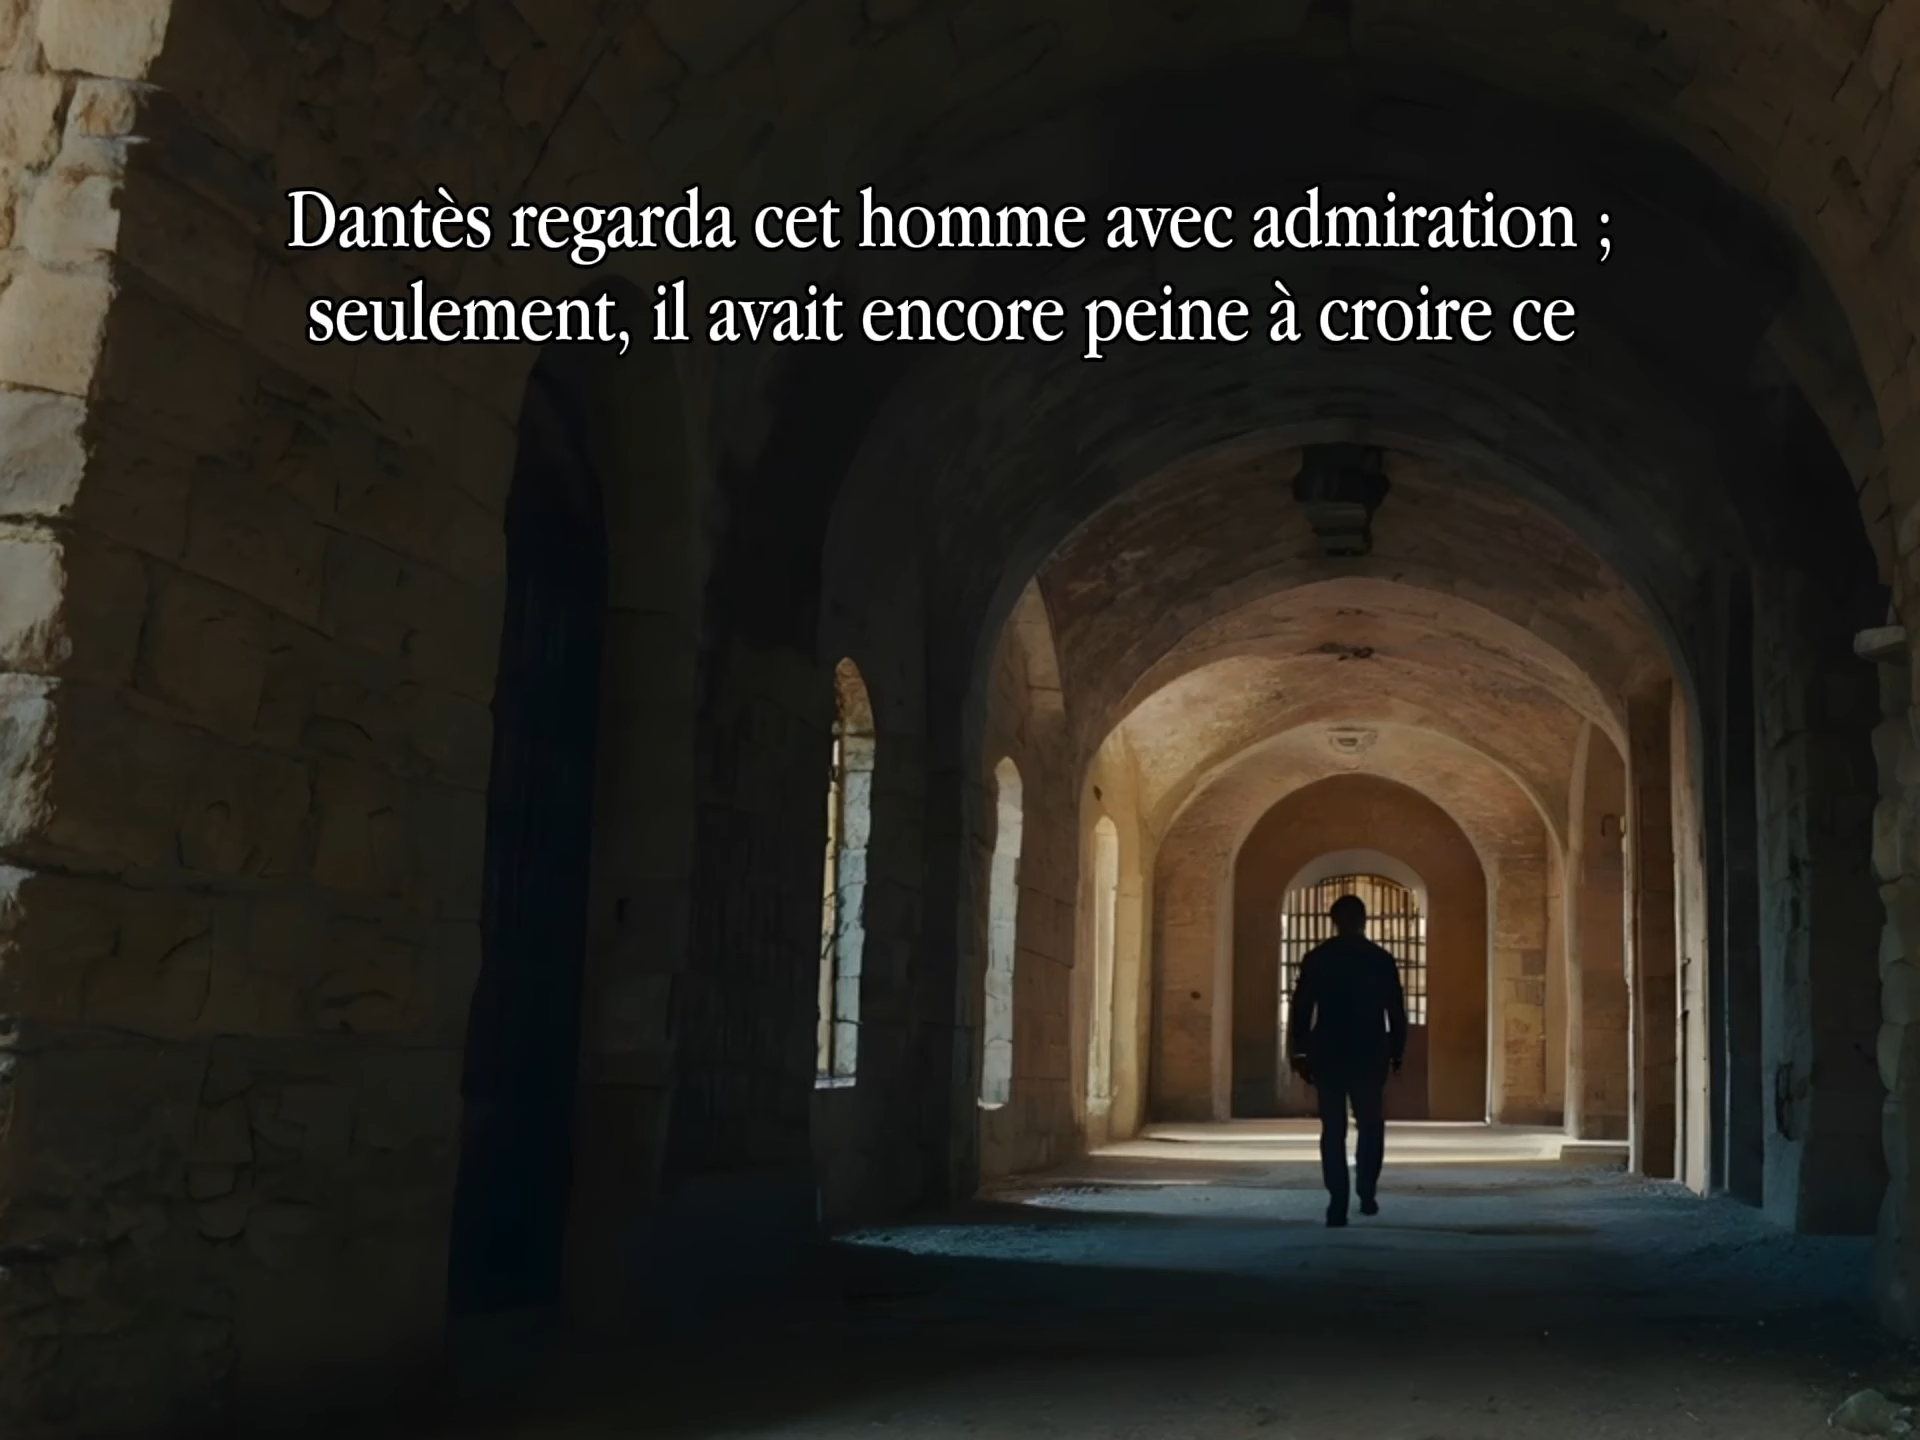 Dantès regarda cet homme avec admiration ;
seulement, il avait encore peine à croire ce